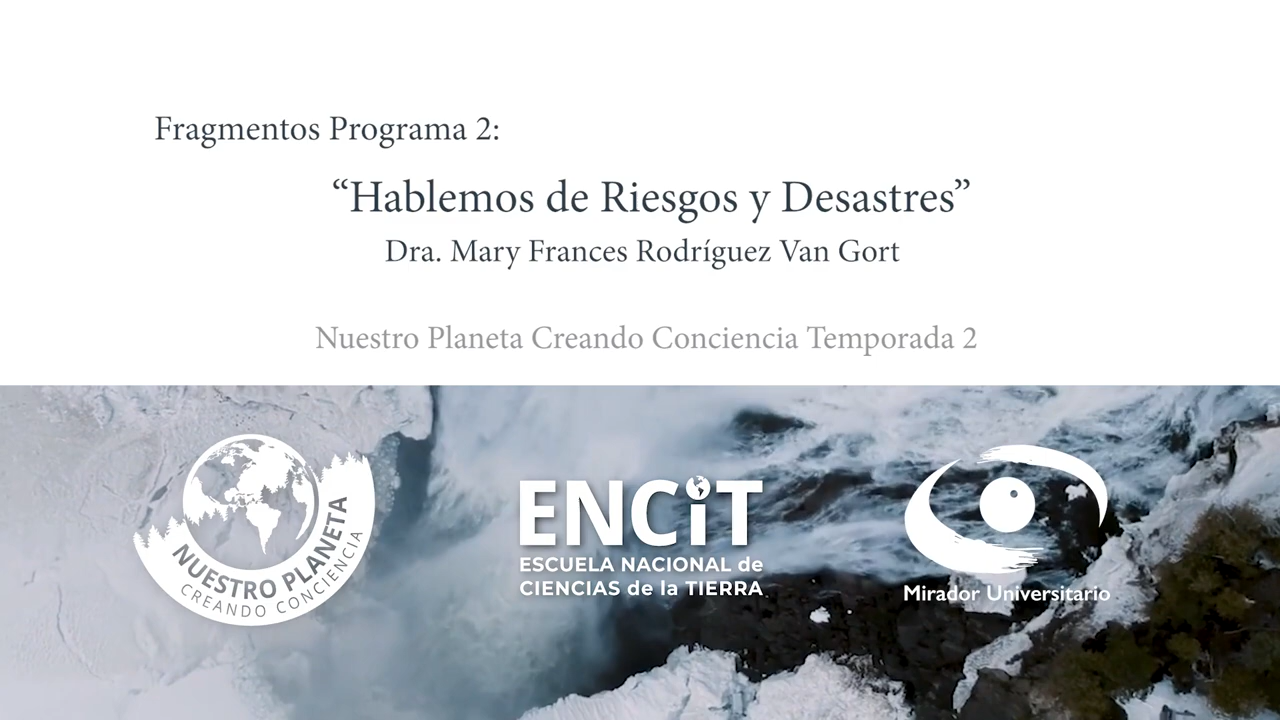 Fragmentos Programa 2:
“Hablemos de Riesgos y Desastres”
Dra. Mary Frances Rodríguez Van Gort
Nuestro Planeta Creando Conciencia Temporada 2
NUESTRO PLANETA
CREANDO CONCIENCIA
ENCiT
ESCUELA NACIONAL de
CIENCIAS de la TIERRA
Mirador Universitario